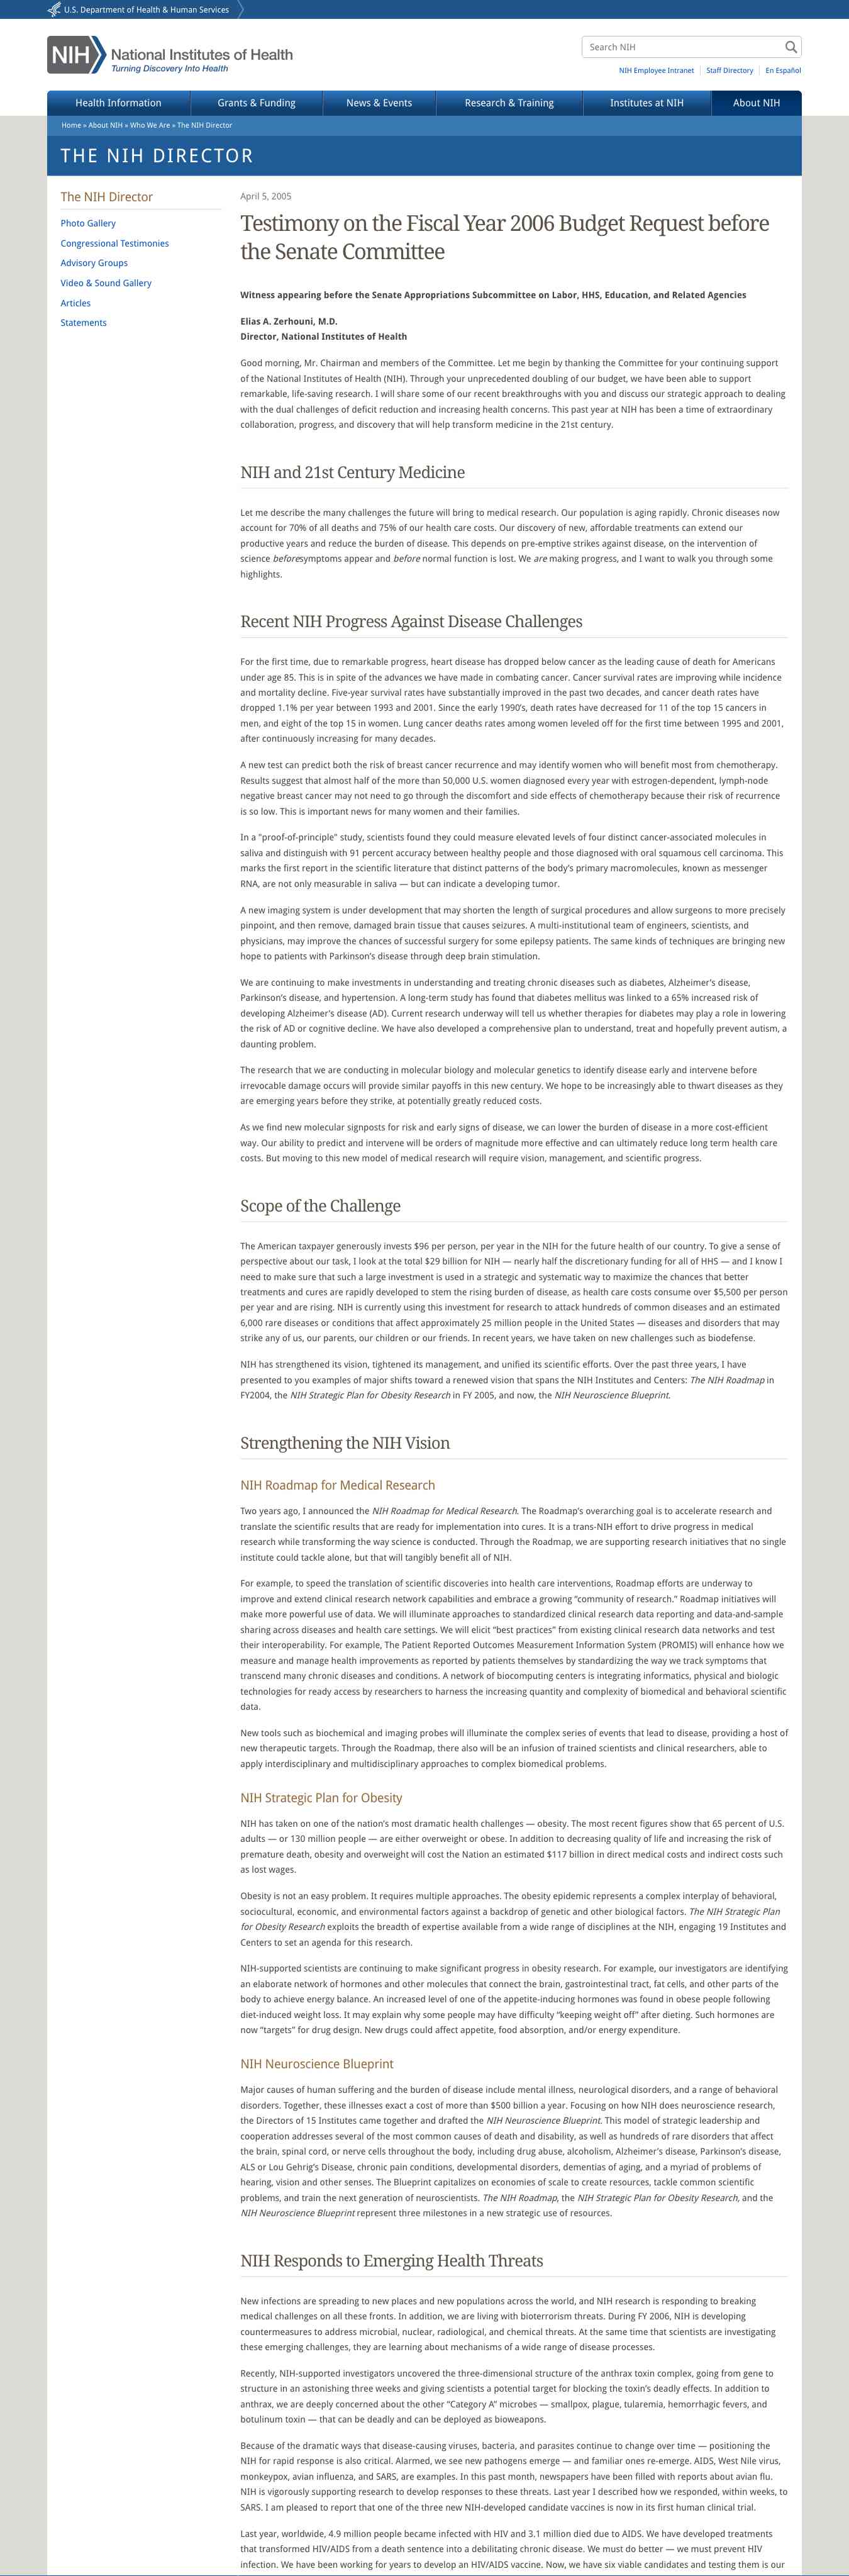 U.S. Department of Health & Human Services
NIH National Institutes of Health
Turning Discovery Into Health
Search NIH
NIH Employee Intranet
Staff Directory
En Español
Health Information
Grants & Funding
News & Events
Research & Training
Institutes at NIH
About NIH
Home » About NIH » Who We Are » The NIH Director
THE NIH DIRECTOR
The NIH Director
Photo Gallery
Congressional Testimonies
Advisory Groups
Video & Sound Gallery
Articles
Statements
April 5, 2005
Testimony on the Fiscal Year 2006 Budget Request before
the Senate Committee
Witness appearing before the Senate Appropriations Subcommittee on Labor, HHS, Education, and Related Agencies
Elias A. Zerhouni, M.D.
Director, National Institutes of Health
Good morning, Mr. Chairman and members of the Committee. Let me begin by thanking the Committee for your continuing support
of the National Institutes of Health (NIH). Through your unprecedented doubling of our budget, we have been able to support
remarkable, life-saving research. I will share some of our recent breakthroughs with you and discuss our strategic approach to dealing
with the dual challenges of deficit reduction and increasing health concerns. This past year at NIH has been a time of extraordinary
collaboration, progress, and discovery that will help transform medicine in the 21st century.
NIH and 21st Century Medicine
Let me describe the many challenges the future will bring to medical research. Our population is aging rapidly. Chronic diseases now
account for 70% of all deaths and 75% of our health care costs. Our discovery of new, affordable treatments can extend our
productive years and reduce the burden of disease. This depends on pre-emptive strikes against disease, on the intervention of
science beforesymptoms appear and before normal function is lost. We are making progress, and I want to walk you through some
highlights.
Recent NIH Progress Against Disease Challenges
For the first time, due to remarkable progress, heart disease has dropped below cancer as the leading cause of death for Americans
under age 85. This is in spite of the advances we have made in combating cancer. Cancer survival rates are improving while incidence
and mortality decline. Five-year survival rates have substantially improved in the past two decades, and cancer death rates have
dropped 1.1% per year between 1993 and 2001. Since the early 1990's, death rates have decreased for 11 of the top 15 cancers in
men, and eight of the top 15 in women. Lung cancer deaths rates among women leveled off for the first time between 1995 and 2001,
after continuously increasing for many decades.
A new test can predict both the risk of breast cancer recurrence and may identify women who will benefit most from chemotherapy.
Results suggest that almost half of the more than 50,000 U.S. women diagnosed every year with estrogen-dependent, lymph-node
negative breast cancer may not need to go through the discomfort and side effects of chemotherapy because their risk of recurrence
is so low. This is important news for many women and their families.
In a "proof-of-principle" study, scientists found they could measure elevated levels of four distinct cancer-associated molecules in
saliva and distinguish with 91 percent accuracy between healthy people and those diagnosed with oral squamous cell carcinoma. This
marks the first report in the scientific literature that distinct patterns of the body's primary macromolecules, known as messenger
RNA, are not only measurable in saliva — but can indicate a developing tumor.
A new imaging system is under development that may shorten the length of surgical procedures and allow surgeons to more precisely
pinpoint, and then remove, damaged brain tissue that causes seizures. A multi-institutional team of engineers, scientists, and
physicians, may improve the chances of successful surgery for some epilepsy patients. The same kinds of techniques are bringing new
hope to patients with Parkinson's disease through deep brain stimulation.
We are continuing to make investments in understanding and treating chronic diseases such as diabetes, Alzheimer's disease,
Parkinson's disease, and hypertension. A long-term study has found that diabetes mellitus was linked to a 65% increased risk of
developing Alzheimer's disease (AD). Current research underway will tell us whether therapies for diabetes may play a role in lowering
the risk of AD or cognitive decline. We have also developed a comprehensive plan to understand, treat and hopefully prevent autism, a
daunting problem.
The research that we are conducting in molecular biology and molecular genetics to identify disease early and intervene before
irrevocable damage occurs will provide similar payoffs in this new century. We hope to be increasingly able to thwart diseases as they
are emerging years before they strike, at potentially greatly reduced costs.
As we find new molecular signposts for risk and early signs of disease, we can lower the burden of disease in a more cost-efficient
way. Our ability to predict and intervene will be orders of magnitude more effective and can ultimately reduce long term health care
costs. But moving to this new model of medical research will require vision, management, and scientific progress.
Scope of the Challenge
The American taxpayer generously invests $96 per person, per year in the NIH for the future health of our country. To give a sense of
perspective about our task, I look at the total $29 billion for NIH — nearly half the discretionary funding for all of HHS — and I know I
need to make sure that such a large investment is used in a strategic and systematic way to maximize the chances that better
treatments and cures are rapidly developed to stem the rising burden of disease, as health care costs consume over $5,500 per person
per year and are rising. NIH is currently using this investment for research to attack hundreds of common diseases and an estimated
6,000 rare diseases or conditions that affect approximately 25 million people in the United States — diseases and disorders that may
strike any of us, our parents, our children or our friends. In recent years, we have taken on new challenges such as biodefense.
NIH has strengthened its vision, tightened its management, and unified its scientific efforts. Over the past three years, I have
presented to you examples of major shifts toward a renewed vision that spans the NIH Institutes and Centers: The NIH Roadmap in
FY2004, the NIH Strategic Plan for Obesity Research in FY 2005, and now, the NIH Neuroscience Blueprint.
Strengthening the NIH Vision
NIH Roadmap for Medical Research
Two years ago, I announced the NIH Roadmap for Medical Research. The Roadmap's overarching goal is to accelerate research and
translate the scientific results that are ready for implementation into cures. It is a trans-NIH effort to drive progress in medical
research while transforming the way science is conducted. Through the Roadmap, we are supporting research initiatives that no single
institute could tackle alone, but that will tangibly benefit all of NIH.
For example, to speed the translation of scientific discoveries into health care interventions, Roadmap efforts are underway to
improve and extend clinical research network capabilities and embrace a growing “community of research.” Roadmap initiatives will
make more powerful use of data. We will illuminate approaches to standardized clinical research data reporting and data-and-sample
sharing across diseases and health care settings. We will elicit “best practices” from existing clinical research data networks and test
their interoperability. For example, The Patient Reported Outcomes Measurement Information System (PROMIS) will enhance how we
measure and manage health improvements as reported by patients themselves by standardizing the way we track symptoms that
transcend many chronic diseases and conditions. A network of biocomputing centers is integrating informatics, physical and biologic
technologies for ready access by researchers to harness the increasing quantity and complexity of biomedical and behavioral scientific
data.
New tools such as biochemical and imaging probes will illuminate the complex series of events that lead to disease, providing a host of
new therapeutic targets. Through the Roadmap, there also will be an infusion of trained scientists and clinical researchers, able to
apply interdisciplinary and multidisciplinary approaches to complex biomedical problems.
NIH Strategic Plan for Obesity
NIH has taken on one of the nation's most dramatic health challenges — obesity. The most recent figures show that 65 percent of U.S.
adults — or 130 million people — are either overweight or obese. In addition to decreasing quality of life and increasing the risk of
premature death, obesity and overweight will cost the Nation an estimated $117 billion in direct medical costs and indirect costs such
as lost wages.
Obesity is not an easy problem. It requires multiple approaches. The obesity epidemic represents a complex interplay of behavioral,
sociocultural, economic, and environmental factors against a backdrop of genetic and other biological factors. The NIH Strategic Plan
for Obesity Research exploits the breadth of expertise available from a wide range of disciplines at the NIH, engaging 19 Institutes and
Centers to set an agenda for this research.
NIH-supported scientists are continuing to make significant progress in obesity research. For example, our investigators are identifying
an elaborate network of hormones and other molecules that connect the brain, gastrointestinal tract, fat cells, and other parts of the
body to achieve energy balance. An increased level of one of the appetite-inducing hormones was found in obese people following
diet-induced weight loss. It may explain why some people may have difficulty “keeping weight off” after dieting. Such hormones are
now “targets” for drug design. New drugs could affect appetite, food absorption, and/or energy expenditure.
NIH Neuroscience Blueprint
Major causes of human suffering and the burden of disease include mental illness, neurological disorders, and a range of behavioral
disorders. Together, these illnesses exact a cost of more than $500 billion a year. Focusing on how NIH does neuroscience research,
the Directors of 15 Institutes came together and drafted the NIH Neuroscience Blueprint. This model of strategic leadership and
cooperation addresses several of the most common causes of death and disability, as well as hundreds of rare disorders that affect
the brain, spinal cord, or nerve cells throughout the body, including drug abuse, alcoholism, Alzheimer's disease, Parkinson's disease,
ALS or Lou Gehrig's Disease, chronic pain conditions, developmental disorders, dementias of aging, and a myriad of problems of
hearing, vision and other senses. The Blueprint capitalizes on economies of scale to create resources, tackle common scientific
problems, and train the next generation of neuroscientists. The NIH Roadmap, the NIH Strategic Plan for Obesity Research, and the
NIH Neuroscience Blueprint represent three milestones in a new strategic use of resources.
NIH Responds to Emerging Health Threats
New infections are spreading to new places and new populations across the world, and NIH research is responding to breaking
medical challenges on all these fronts. In addition, we are living with bioterrorism threats. During FY 2006, NIH is developing
countermeasures to address microbial, nuclear, radiological, and chemical threats. At the same time that scientists are investigating
these emerging challenges, they are learning about mechanisms of a wide range of disease processes.
Recently, NIH-supported investigators uncovered the three-dimensional structure of the anthrax toxin complex, going from gene to
structure in an astonishing three weeks and giving scientists a potential target for blocking the toxin's deadly effects. In addition to
anthrax, we are deeply concerned about the other “Category A” microbes — smallpox, plague, tularemia, hemorrhagic fevers, and
botulinum toxin — that can be deadly and can be deployed as bioweapons.
Because of the dramatic ways that disease-causing viruses, bacteria, and parasites continue to change over time — positioning the
NIH for rapid response is also critical. Alarmed, we see new pathogens emerge — and familiar ones re-emerge. AIDS, West Nile virus,
monkeypox, avian influenza, and SARS, are examples. In this past month, newspapers have been filled with reports about avian flu.
NIH is vigorously supporting research to develop responses to these threats. Last year I described how we responded, within weeks, to
SARS. I am pleased to report that one of the three new NIH-developed candidate vaccines is now in its first human clinical trial.
Last year, worldwide, 4.9 million people became infected with HIV and 3.1 million died due to AIDS. We have developed treatments
that transformed HIV/AIDS from a death sentence into a debilitating chronic disease. We must do better — we must prevent HIV
infection. We have been working for years to develop an HIV/AIDS vaccine. Now, we have six viable candidates and testing them is our